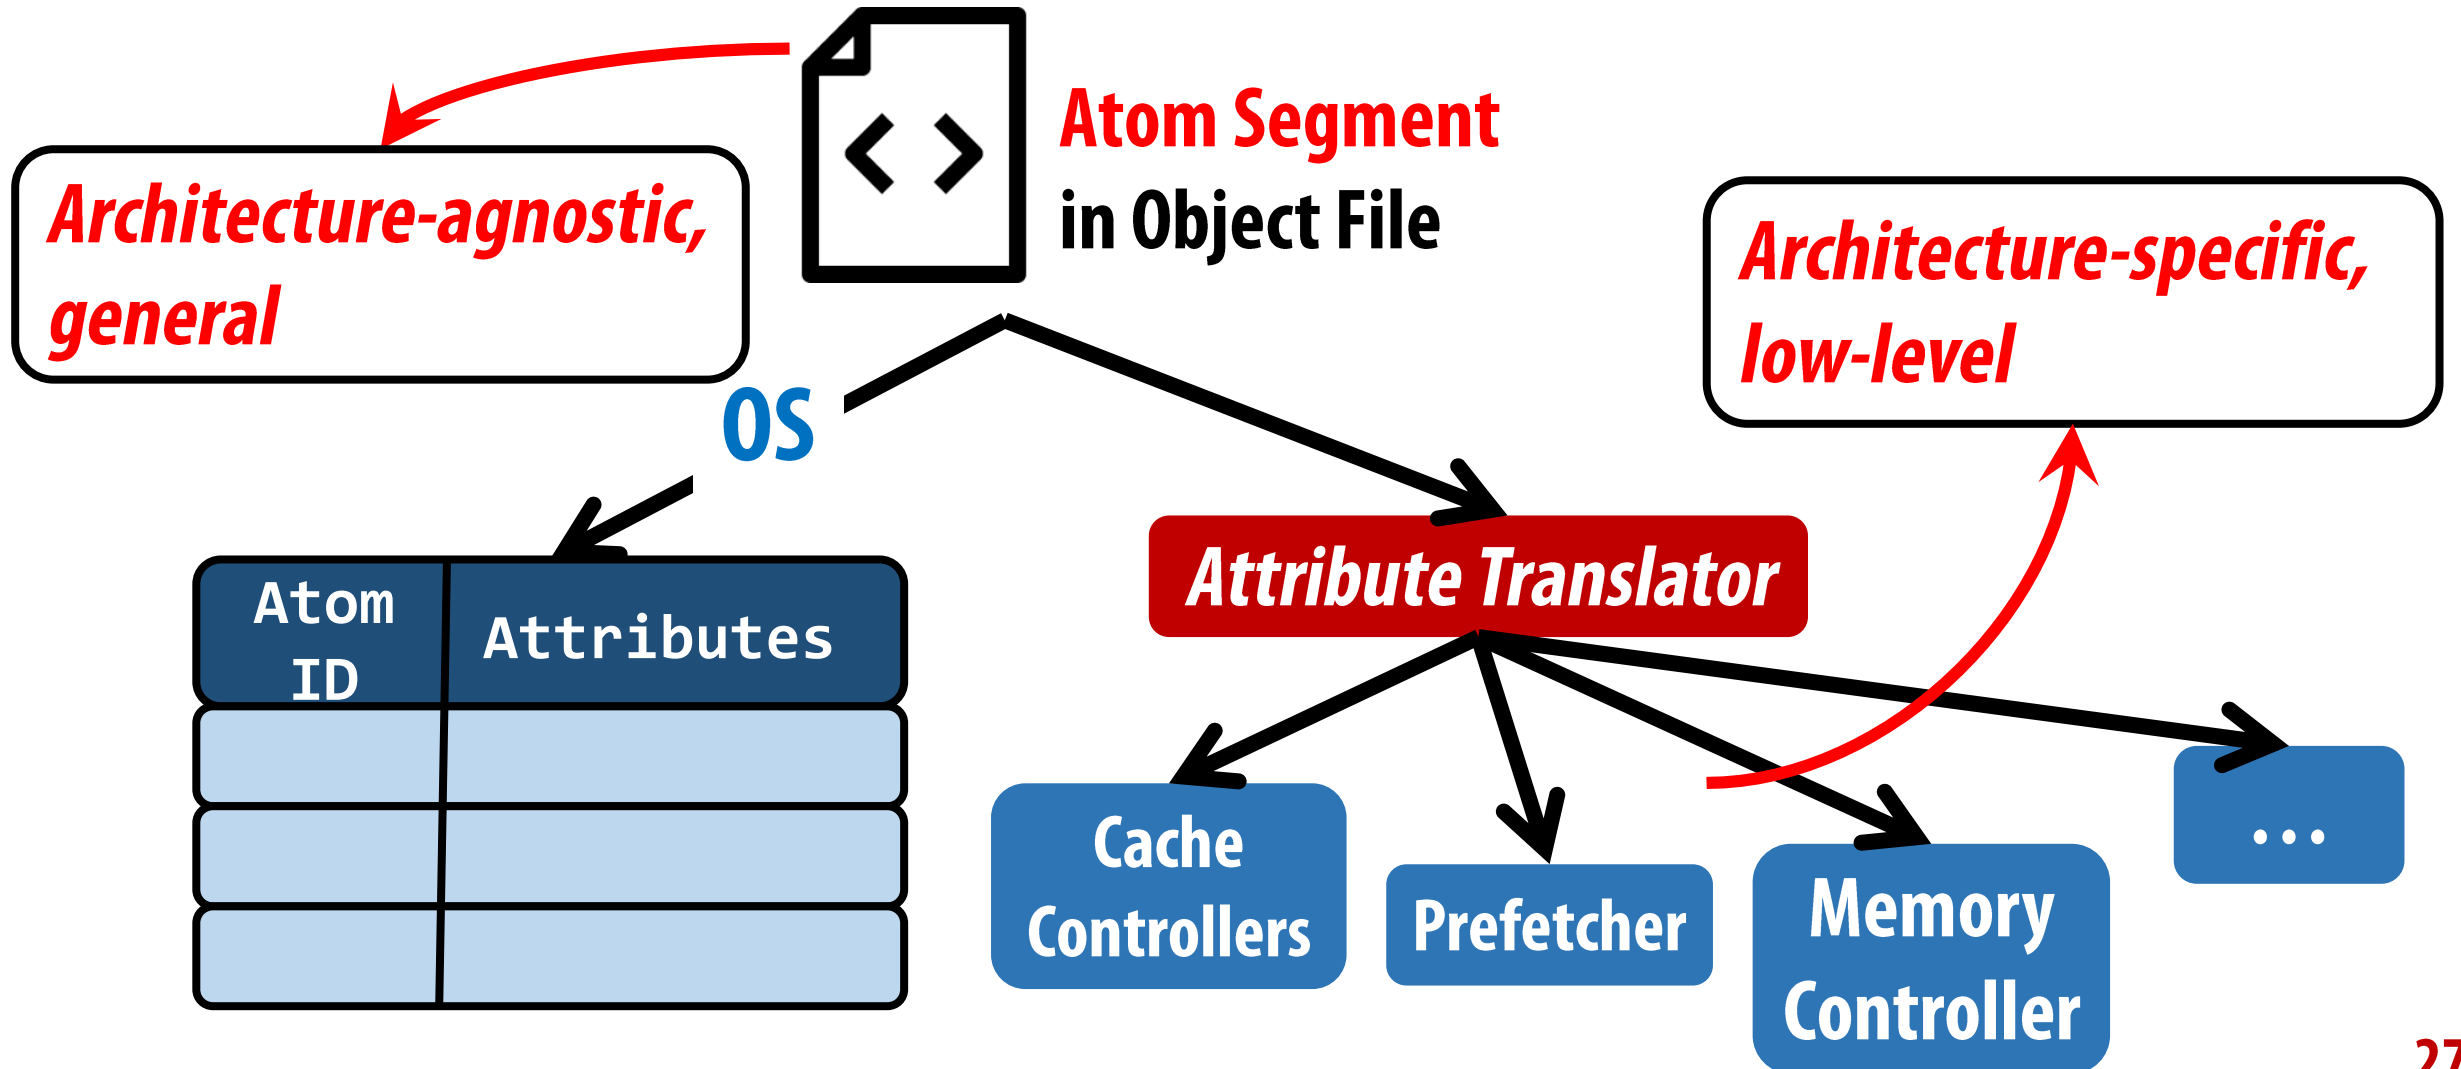 Atom Segment
in Object File
Architecture-agnostic,
general
Architecture-specific,
low-level
OS
Attribute Translator
Atom
ID
Attributes
Cache
Controllers
Prefetcher
Memory
Controller
...
27